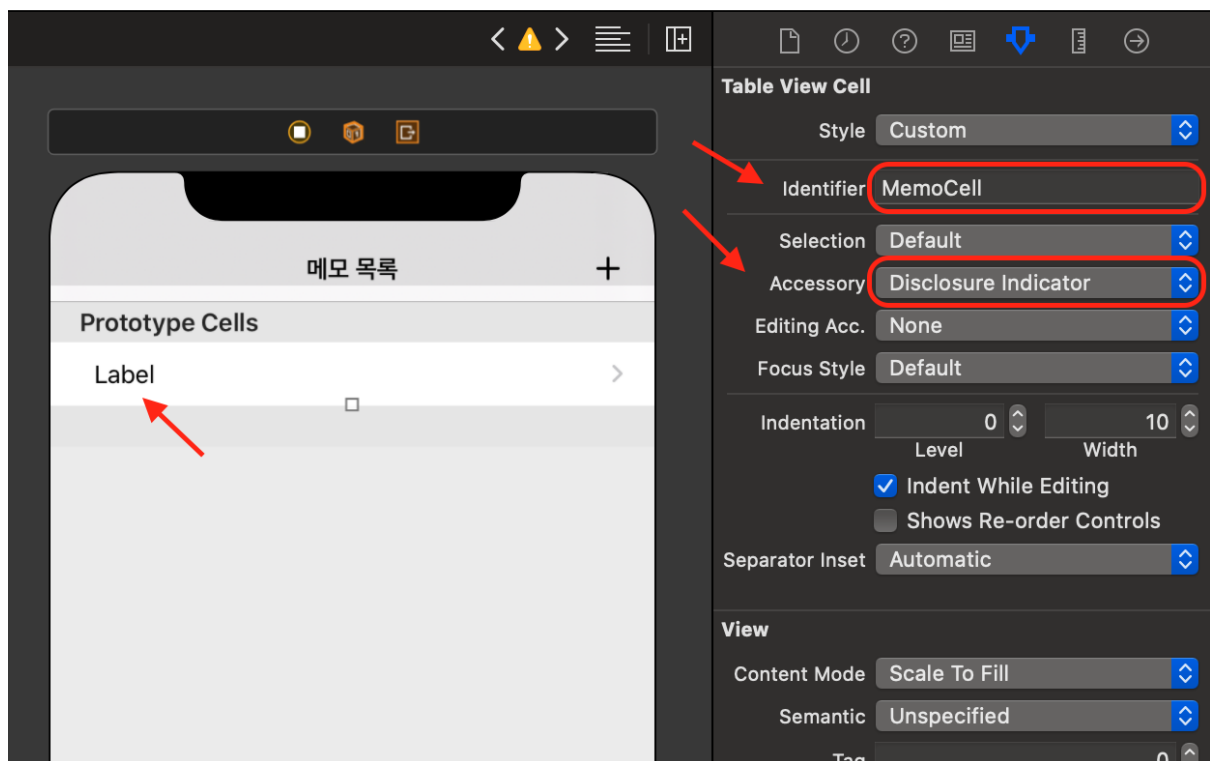 메모 목록
Prototype Cells
Label
Table View Cell
Style Custom
Identifier MemoCell
Selection Default
Accessory Disclosure Indicator
Editing Acc. None
Focus Style Default
Indentation 0 10
Level Width
Indent While Editing
Shows Re-order Controls
Separator Inset Automatic
View
Content Mode Scale To Fill
Semantic Unspecified
Tag 0